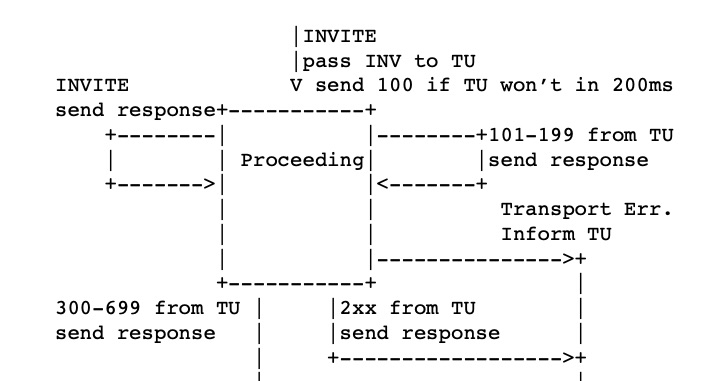 |INVITE
|pass INV to TU
INVITE V send 100 if TU won’t in 200ms
send response+-----------+
+--------| |--------+101-199 from TU
| | Proceeding| |send response
+------->| |<-------+
| | Transport Err.
| | Inform TU
| |--------------->+
+-----------+ |
300-699 from TU | |2xx from TU |
send response | |send response |
| +------------------>+